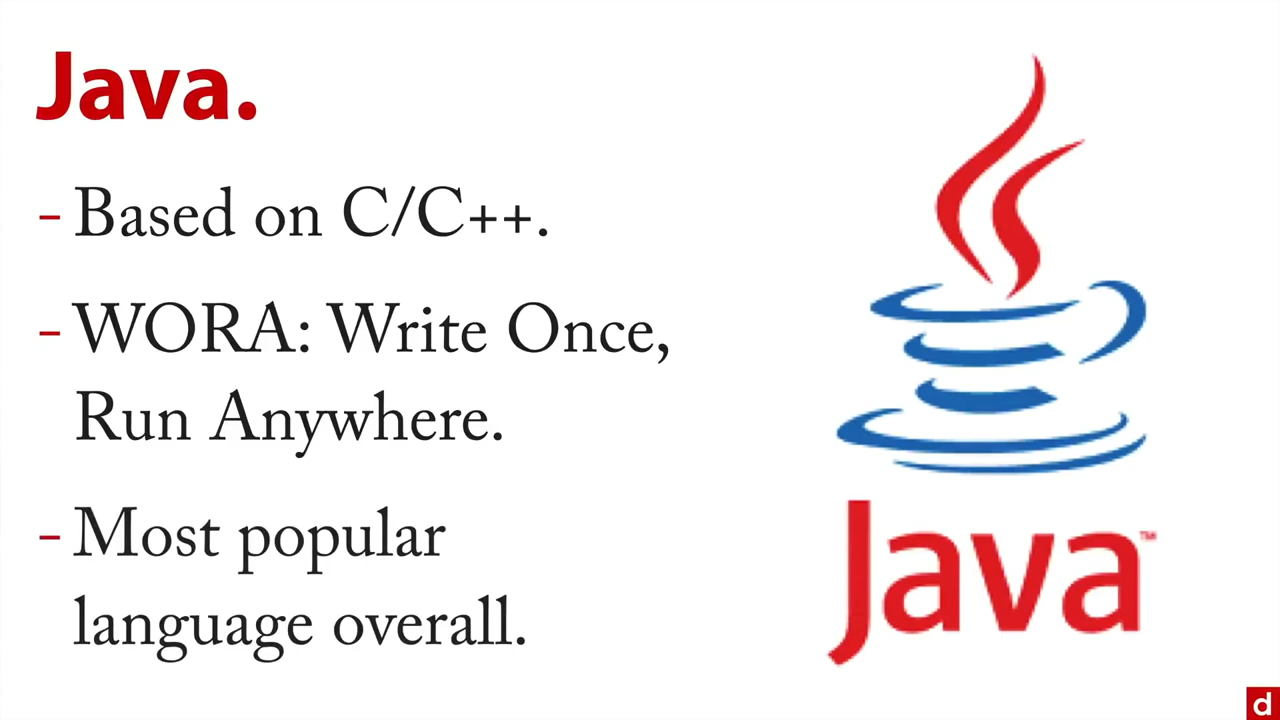 Java.
- Based on C/C++.
- WORA: Write Once,
Run Anywhere.
- Most popular
language overall.
Java™
d